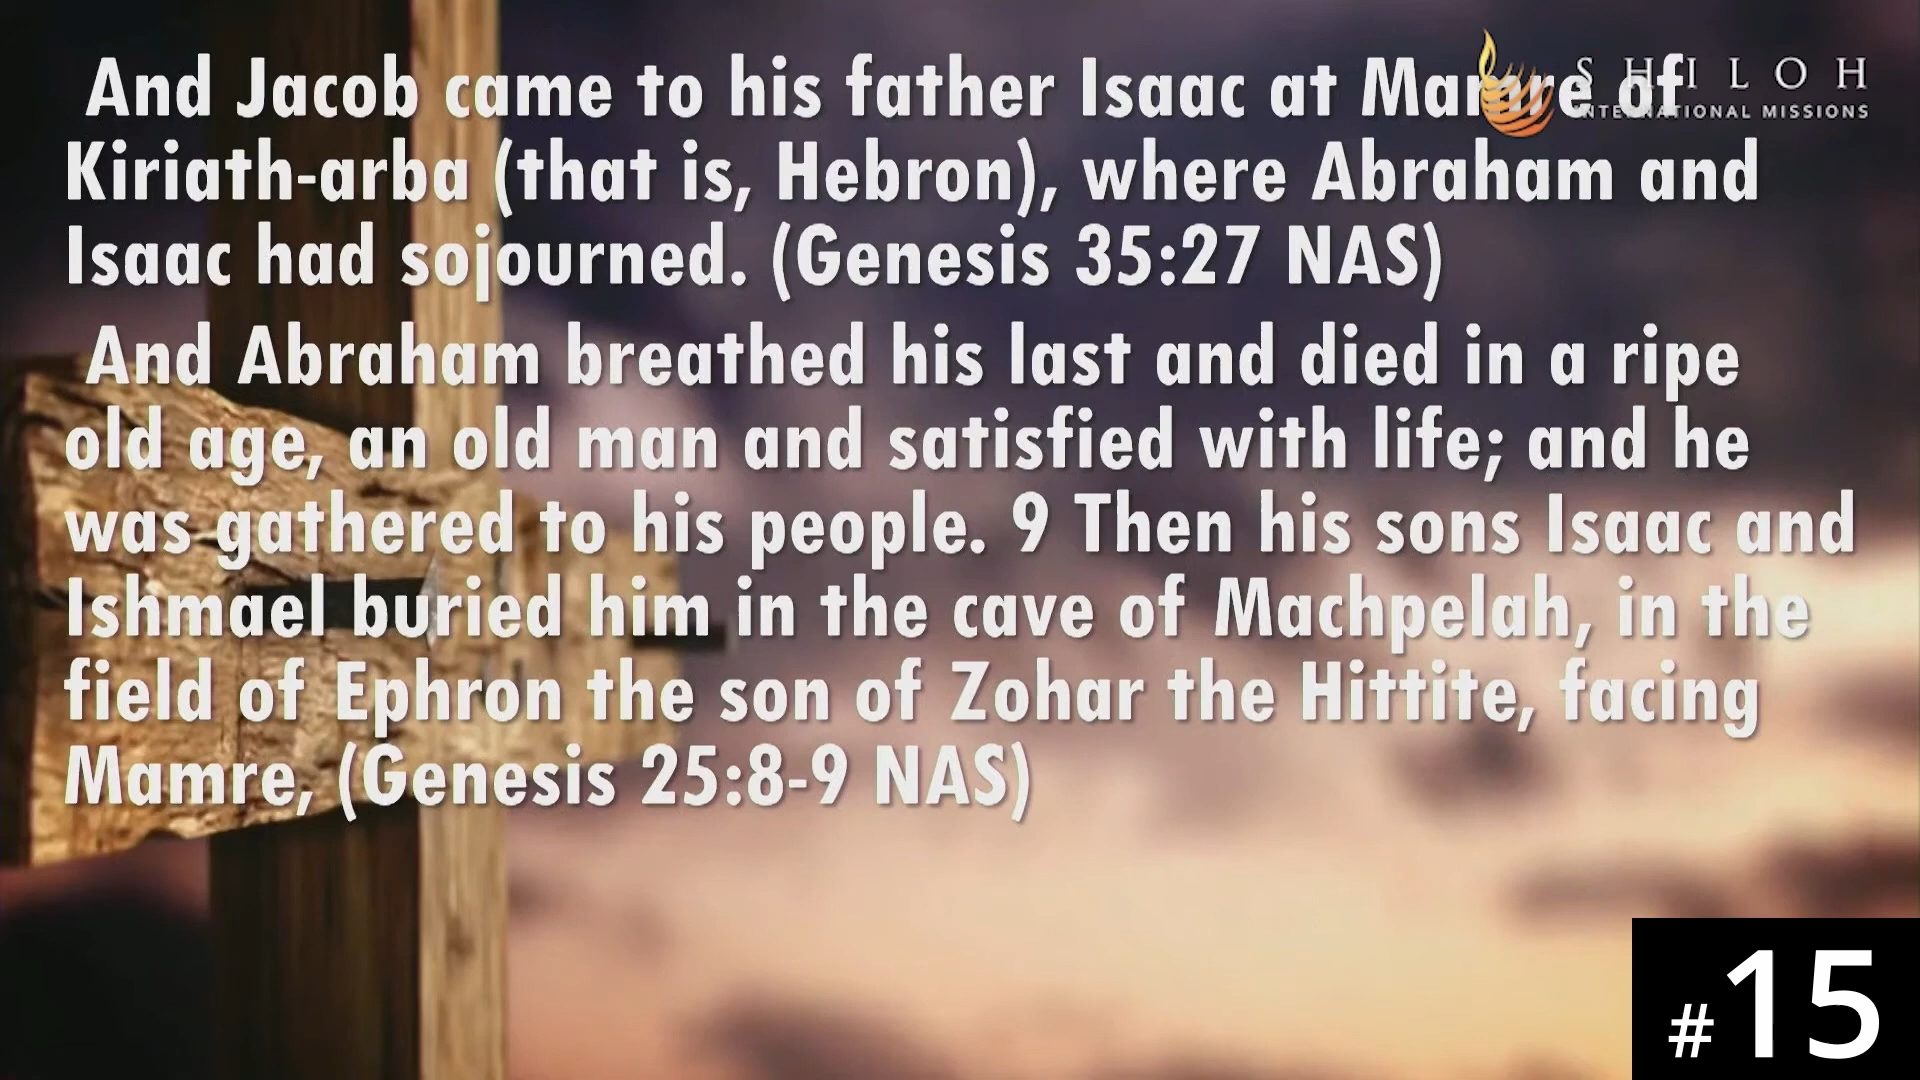 And Jacob came to his father Isaac at Mamre of
Kiriath-arba (that is, Hebron), where Abraham and
Isaac had sojourned. (Genesis 35:27 NAS)
And Abraham breathed his last and died in a ripe
old age, an old man and satisfied with life; and he
was gathered to his people. 9 Then his sons Isaac and
Ishmael buried him in the cave of Machpelah, in the
field of Ephron the son of Zohar the Hittite, facing
Mamre, (Genesis 25:8-9 NAS)
SHILOH
INTERNATIONAL MISSIONS
#15